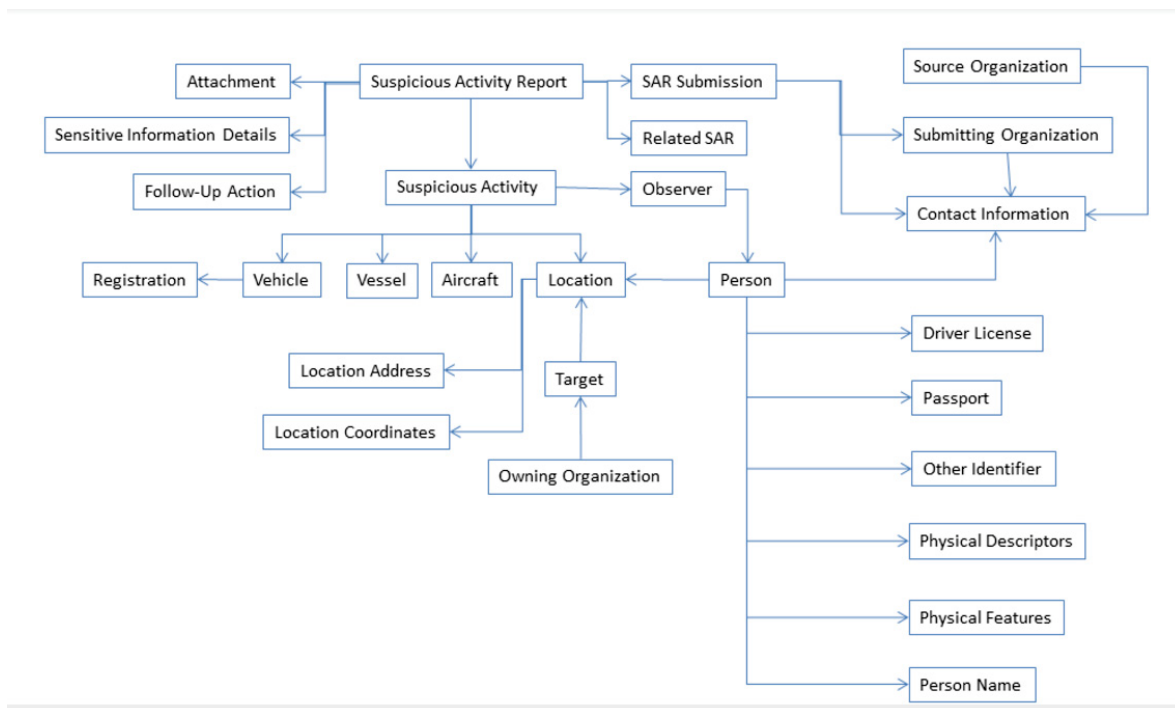 Source Organization
Attachment
Suspicious Activity Report
SAR Submission
Sensitive Information Details
Related SAR
Submitting Organization
Follow-Up Action
Suspicious Activity
Observer
Contact Information
Registration
Vehicle
Vessel
Aircraft
Location
Person
Driver License
Location Address
Target
Passport
Location Coordinates
Owning Organization
Other Identifier
Physical Descriptors
Physical Features
Person Name